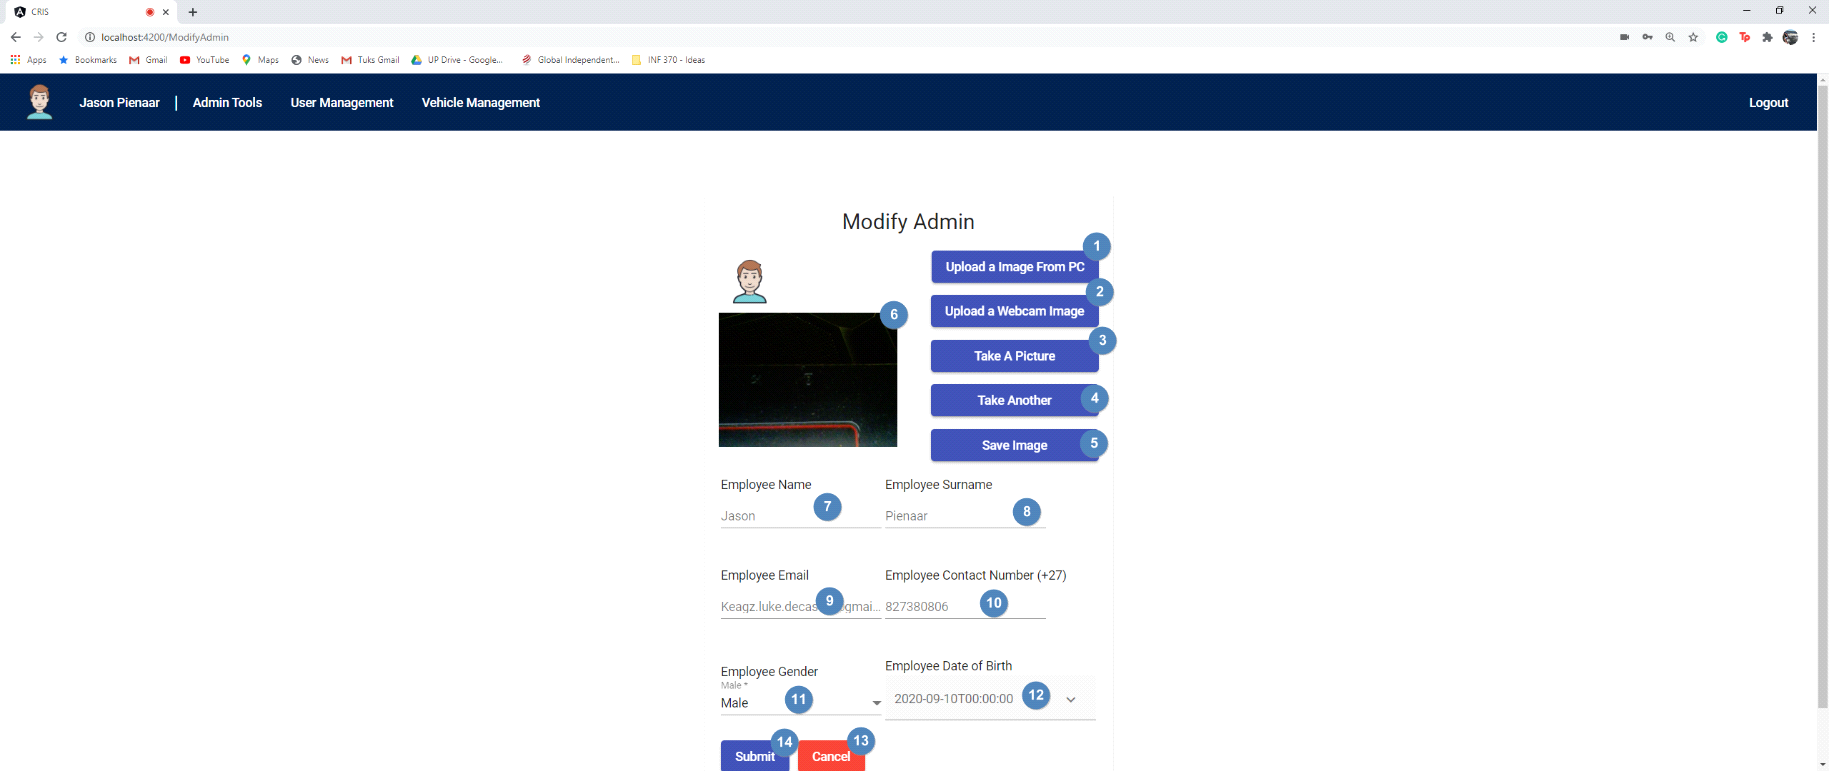 CRIS
localhost:4200/ModifyAdmin
Apps Bookmarks Gmail YouTube Maps News Tuks Gmail UP Drive - Google... Global Independent... INF 370 - Ideas
Jason Pienaar | Admin Tools User Management Vehicle Management Logout
Modify Admin
1
Upload a Image From PC
2
Upload a Webcam Image
6
3
Take A Picture
Take Another 4
Save Image 5
Employee Name Employee Surname
7 8
Jason Pienaar
Employee Email Employee Contact Number (+27)
9 10
Keagz.luke.decas gmai... 827380806
Employee Gender Employee Date of Birth
Male *
Male 11 2020-09-10T00:00:00 12
14 13
Submit Cancel